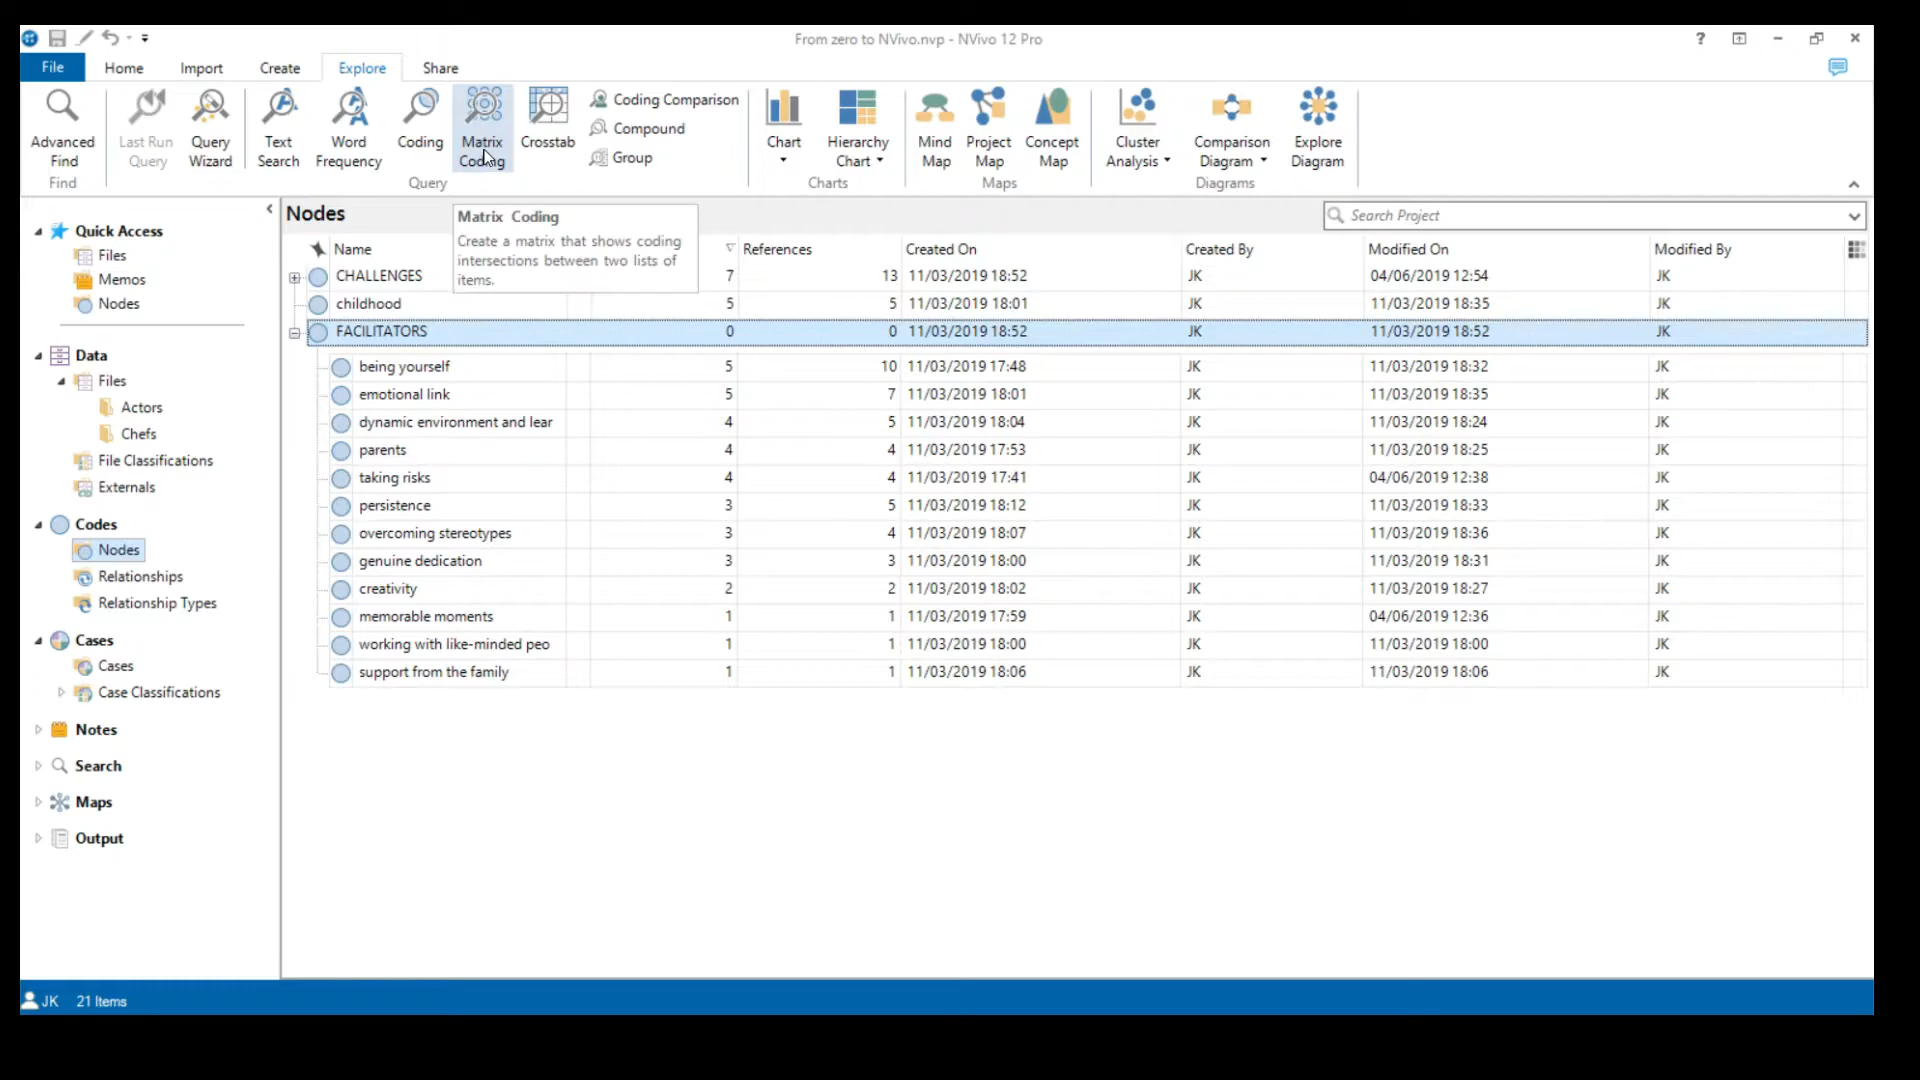 From zero to NVivo.nvp - NVivo 12 Pro
?
File Home Import Create Explore Share
Advanced Find
Last Run Query
Query Wizard
Text Search
Word Frequency
Coding
Matrix Coding
Crosstab
Coding Comparison
Compound
Group
Chart
Hierarchy Chart
Mind Map
Project Map
Concept Map
Cluster Analysis
Comparison Diagram
Explore Diagram
Find Query Charts Maps Diagrams
Quick Access
Files
Memos
Nodes
Data
Files
Actors
Chefs
File Classifications
Externals
Codes
Nodes
Relationships
Relationship Types
Cases
Cases
Case Classifications
Notes
Search
Maps
Output
Nodes
Search Project
Matrix Coding
Create a matrix that shows coding
intersections between two lists of
items.
Name References Created On Created By Modified On Modified By
CHALLENGES 7 13 11/03/2019 18:52 JK 04/06/2019 12:54 JK
childhood 5 5 11/03/2019 18:01 JK 11/03/2019 18:35 JK
FACILITATORS 0 0 11/03/2019 18:52 JK 11/03/2019 18:52 JK
being yourself 5 10 11/03/2019 17:48 JK 11/03/2019 18:32 JK
emotional link 5 7 11/03/2019 18:01 JK 11/03/2019 18:35 JK
dynamic environment and lear 4 5 11/03/2019 18:04 JK 11/03/2019 18:24 JK
parents 4 4 11/03/2019 17:53 JK 11/03/2019 18:25 JK
taking risks 4 4 11/03/2019 17:41 JK 04/06/2019 12:38 JK
persistence 3 5 11/03/2019 18:12 JK 11/03/2019 18:33 JK
overcoming stereotypes 3 4 11/03/2019 18:07 JK 11/03/2019 18:36 JK
genuine dedication 3 3 11/03/2019 18:00 JK 11/03/2019 18:31 JK
creativity 2 2 11/03/2019 18:02 JK 11/03/2019 18:27 JK
memorable moments 1 1 11/03/2019 17:59 JK 04/06/2019 12:36 JK
working with like-minded peo 1 1 11/03/2019 18:00 JK 11/03/2019 18:00 JK
support from the family 1 1 11/03/2019 18:06 JK 11/03/2019 18:06 JK
JK 21 Items